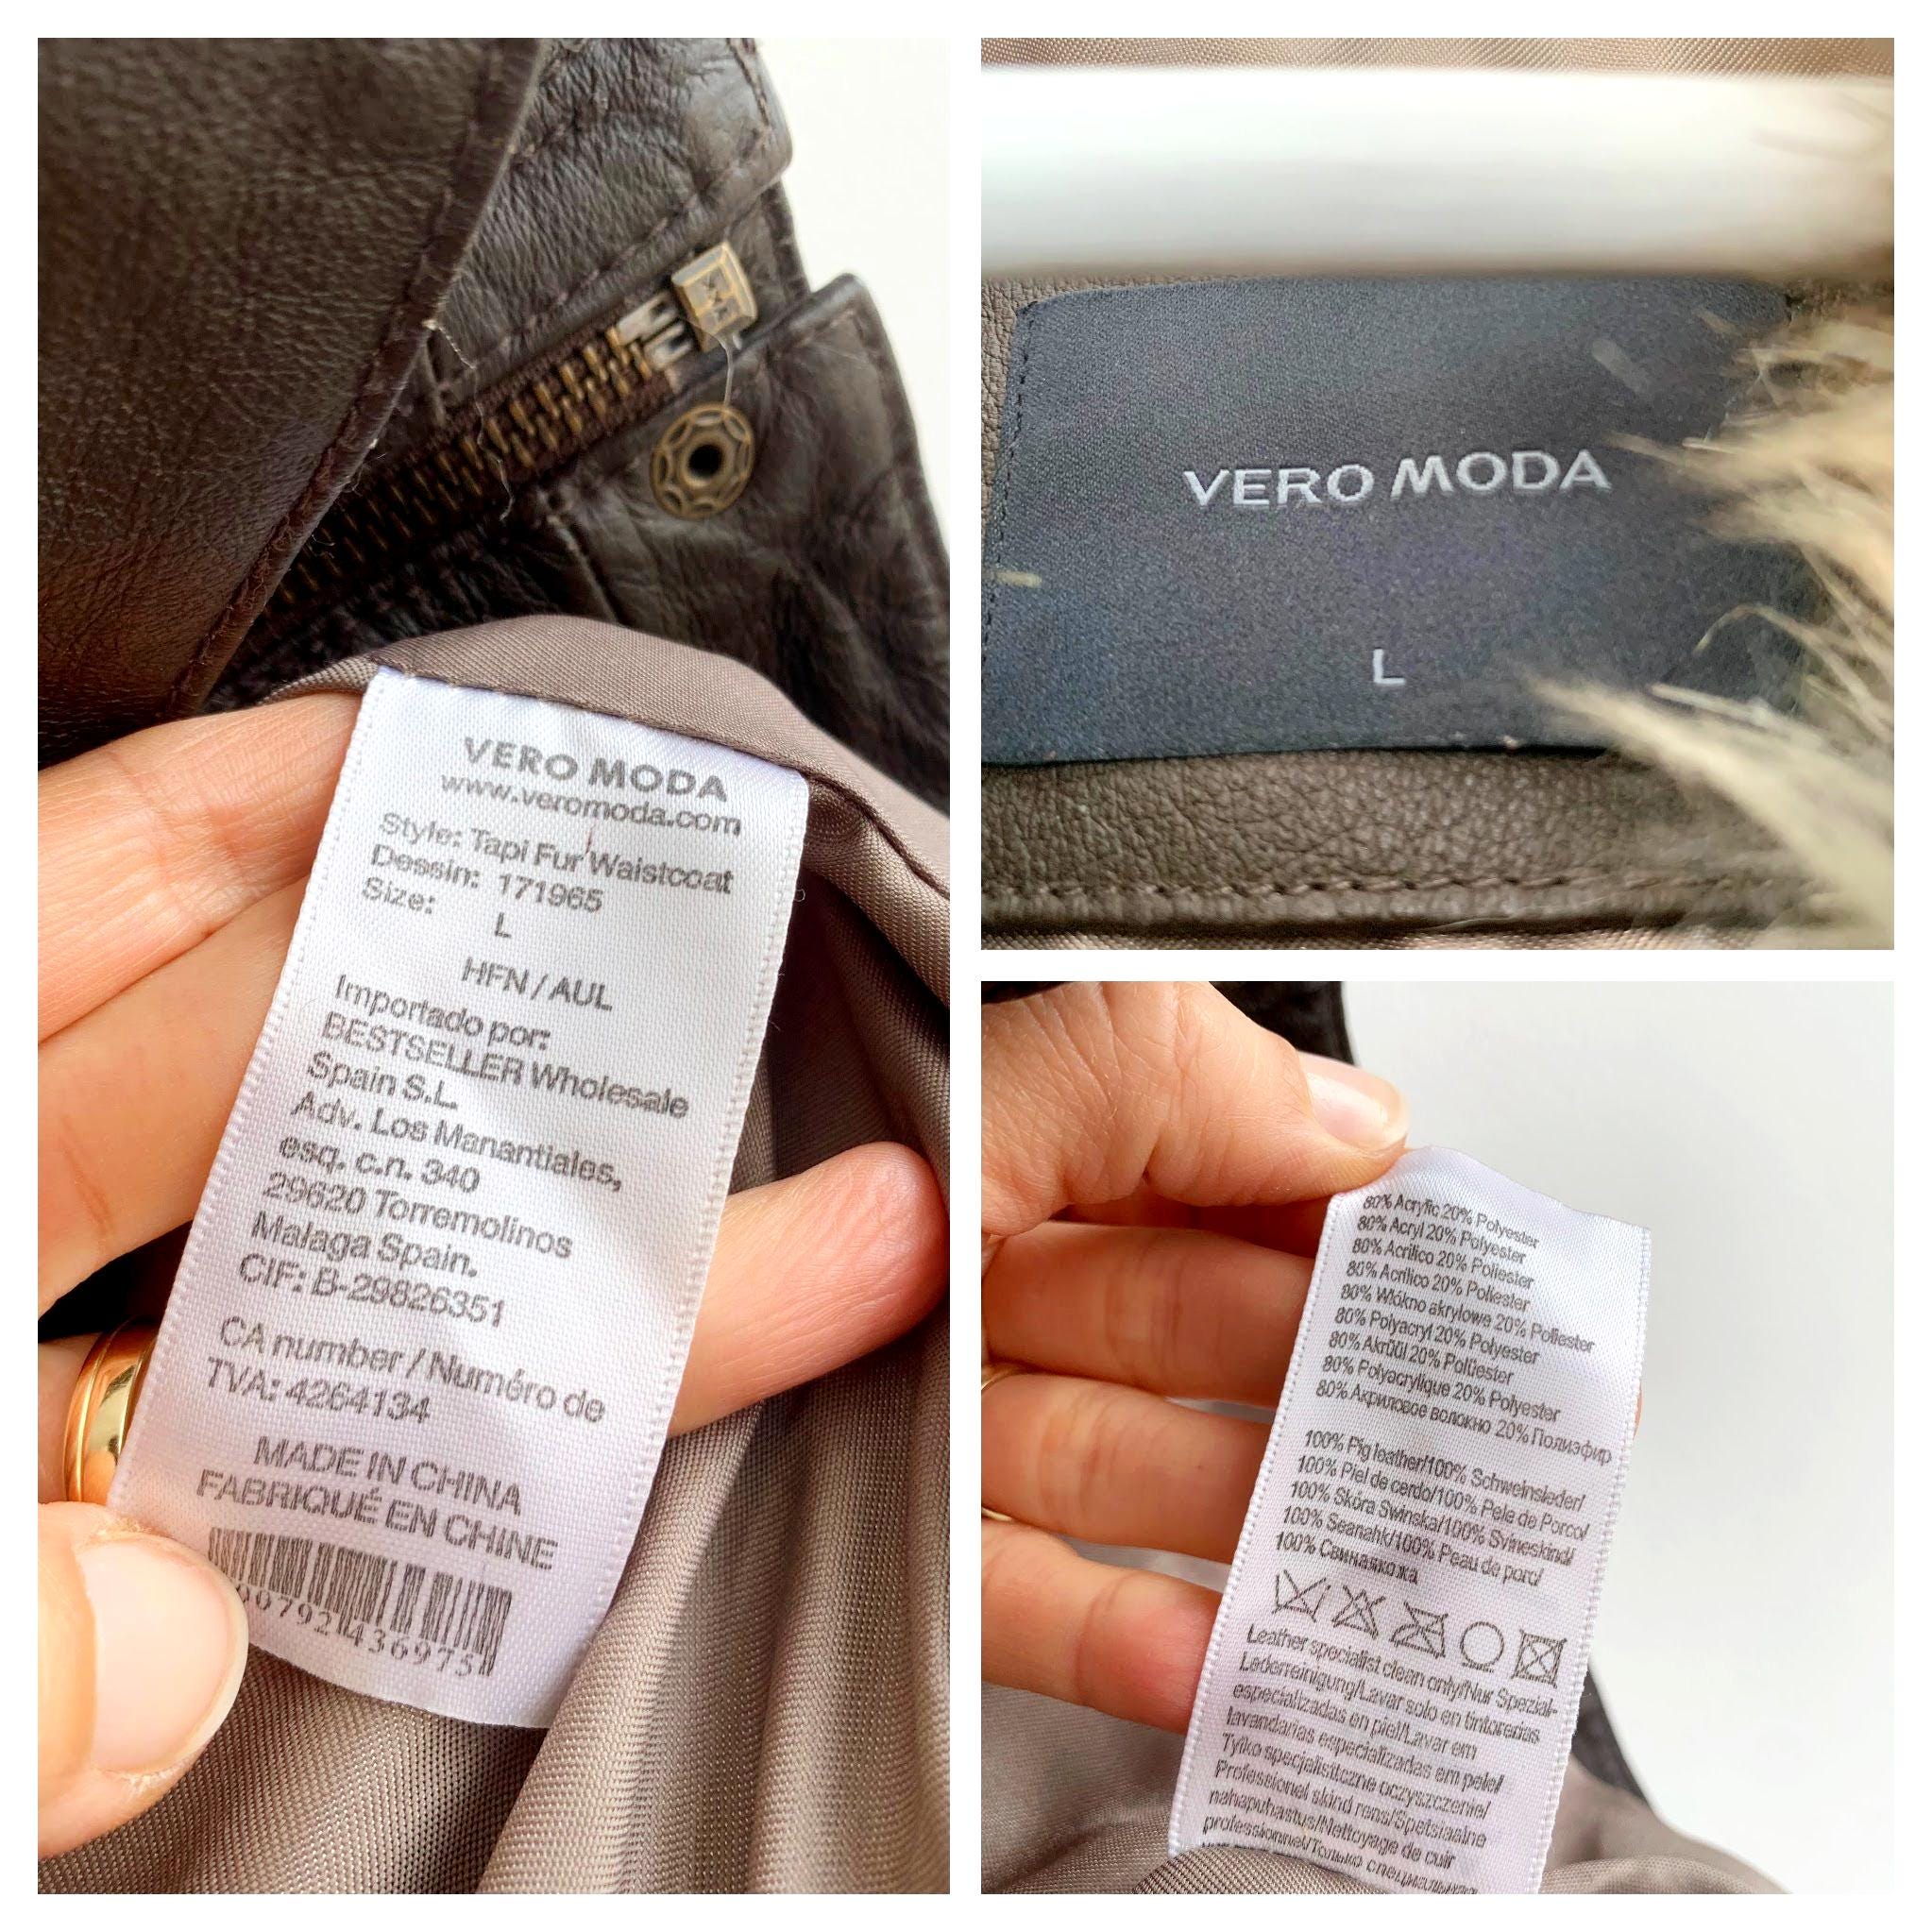 VERO MODA
www.veromoda.com
Style: Tapi Fur Waistcoat
Dessin: 171965
Size:
L
HFN / AUL
Importado por:
BESTSELLER Wholesale
Spain S.L.
Adv. Los Manantiales,
esq. c.n. 340
29620 Torremolinos
Malaga Spain.
CIF: B-29826351
CA number / Numéro de
TVA: 4264134
MADE IN CHINA
FABRIQUÉ EN CHINE
VERO MODA
L
80% Acrylic 20% Polyester
80% Acryl 20% Polyester
80% Acrilico 20% Poliester
80% Acrílico 20% Poliester
80% Włókno akrylowe 20% Poliester
80% Polyacryl 20% Polyester
80% Akrüül 20% Polüester
80% Polyacrylique 20% Polyester
80% Акриловое волокно 20% Полиэфир
100% Pig leather/100% Schweinsleder/
100% Piel de cerdo/100% Pele de Porco/
100% Skóra Swinska/100% Svineskind/
100% Seanahk/100% Peau de porc/
100% Свиная кожа
Leather specialist clean only/Nur Spezial-
Lederreinigung/Lavar solo en tintorerias
especializadas en piel/Lavar em
lavandarias especializadas em pele/
Tylko specjalisticzne oczyszczenie/
Professionel skind rens/Spetsiaalne
nahapuhastus/Nettoyage de cuir
professionnel/Только специальная